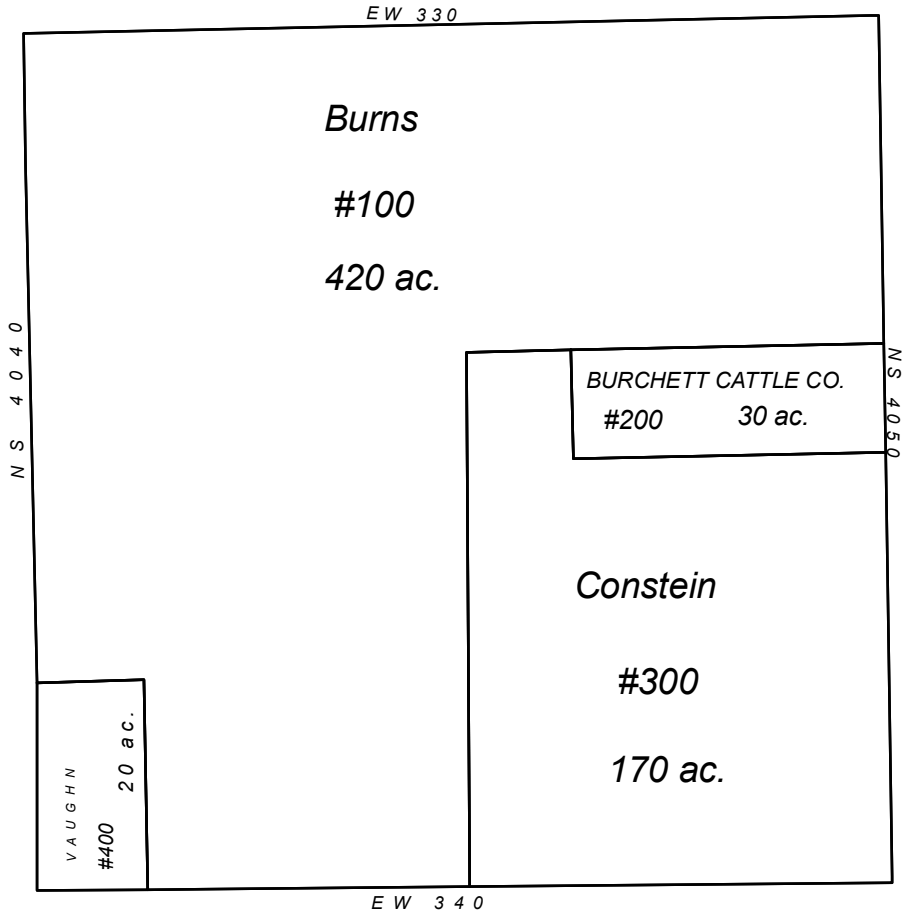 EW 330
Burns
#100
420 ac.
NS 4040
BURCHETT CATTLE CO.
#200 30 ac.
NS 4050
Constein
#300
170 ac.
VAUGHN
#400
20 ac.
EW 340